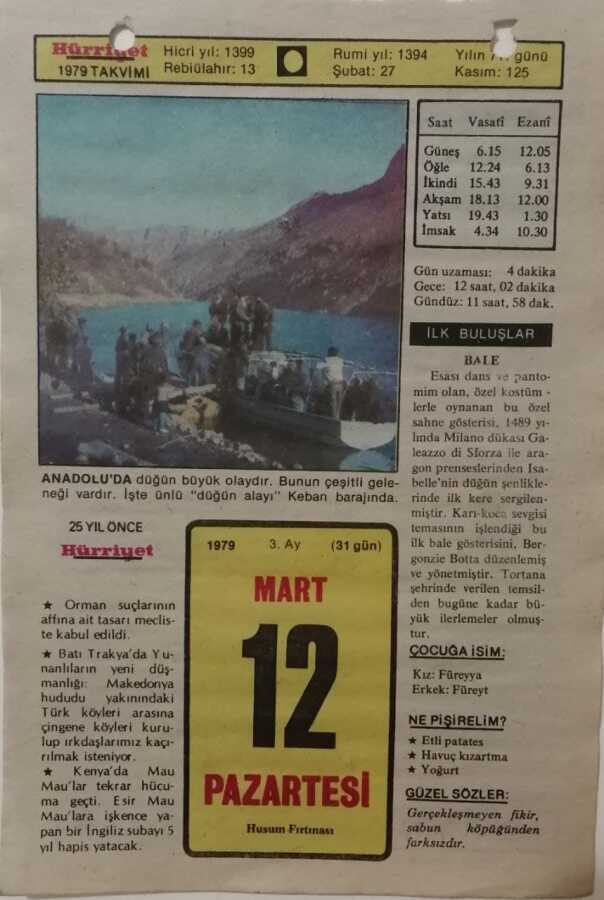 Hürriyet
1979 TAKVİMİ
Hicri yıl: 1399
Rebiülahır: 13
Rumi yıl: 1394
Şubat: 27
Yılın günü
Kasım: 125
Saat Vasatî Ezanî
Güneş 6.15 12.05
Öğle 12.24 6.13
İkindi 15.43 9.31
Akşam 18.13 12.00
Yatsı 19.43 1.30
İmsak 4.34 10.30
Gün uzaması: 4 dakika
Gece: 12 saat, 02 dakika
Gündüz: 11 saat, 58 dak.
ANADOLU'DA düğün büyük olaydır. Bunun çeşitli gele-
neği vardır. İşte ünlü "düğün alayı" Keban barajında.
İLK BULUŞLAR
BALE
Esası dans ve panto-
mim olan, özel kostüm -
lerle oynanan bu özel
sahne gösterisi, 1489 yı-
lında Milano dükası Ga-
leazzo di Sforza ile ara-
gon prenseslerinden Isa-
belle'nin düğün şenlikle-
rinde ilk kere sergilen-
miştir. Karı-koca sevgisi
temasının işlendiği bu
ilk bale gösterisini, Ber-
gonzie Botta düzenlemiş
ve yönetmiştir. Tortana
şehrinde verilen temsil-
den bugüne kadar bü-
yük ilerlemeler olmuş-
tur.
25 YIL ÖNCE
Hürriyet
★ Orman suçlarının
affına ait tasarı meclis-
te kabul edildi.
★ Batı Trakya'da Yu-
nanlıların yeni düş-
manlığı: Makedonya
hududu yakınındaki
Türk köyleri arasına
çingene köyleri kuru-
lup ırkdaşlarımız kaçı-
rılmak isteniyor.
★ Kenya'da Mau
Mau'lar tekrar hücu-
ma geçti. Esir Mau
Mau'lara işkence ya-
pan bir İngiliz subayı 5
yıl hapis yatacak.
1979 3. Ay (31 gün)
MART
12
PAZARTESİ
Husum Fırtınası
ÇOCUĞA İSİM:
Kız: Füreyya
Erkek: Füreyt
NE PİŞİRELİM?
★ Etli patates
★ Havuç kızartma
★ Yoğurt
GÜZEL SÖZLER:
Gerçekleşmeyen fikir,
sabun köpüğünden
farksızdır.